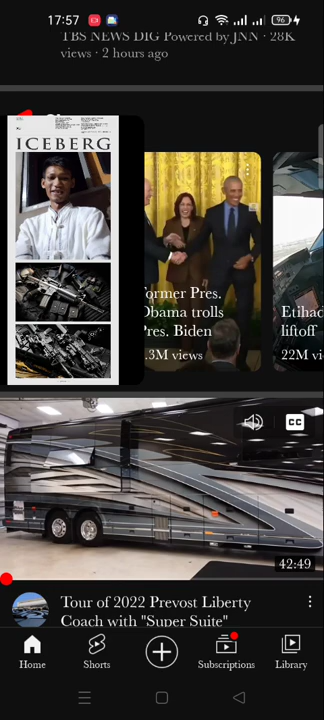 17:57
96
TBS NEWS DIG Powered by JNN · 28K
views · 2 hours ago
ICEBERG
Former Pres.
Obama trolls
Pres. Biden
.3M views
Etihad
liftoff
22M vi
CC
42:49
Tour of 2022 Prevost Liberty
Coach with "Super Suite"
Home
Shorts
Subscriptions
Library